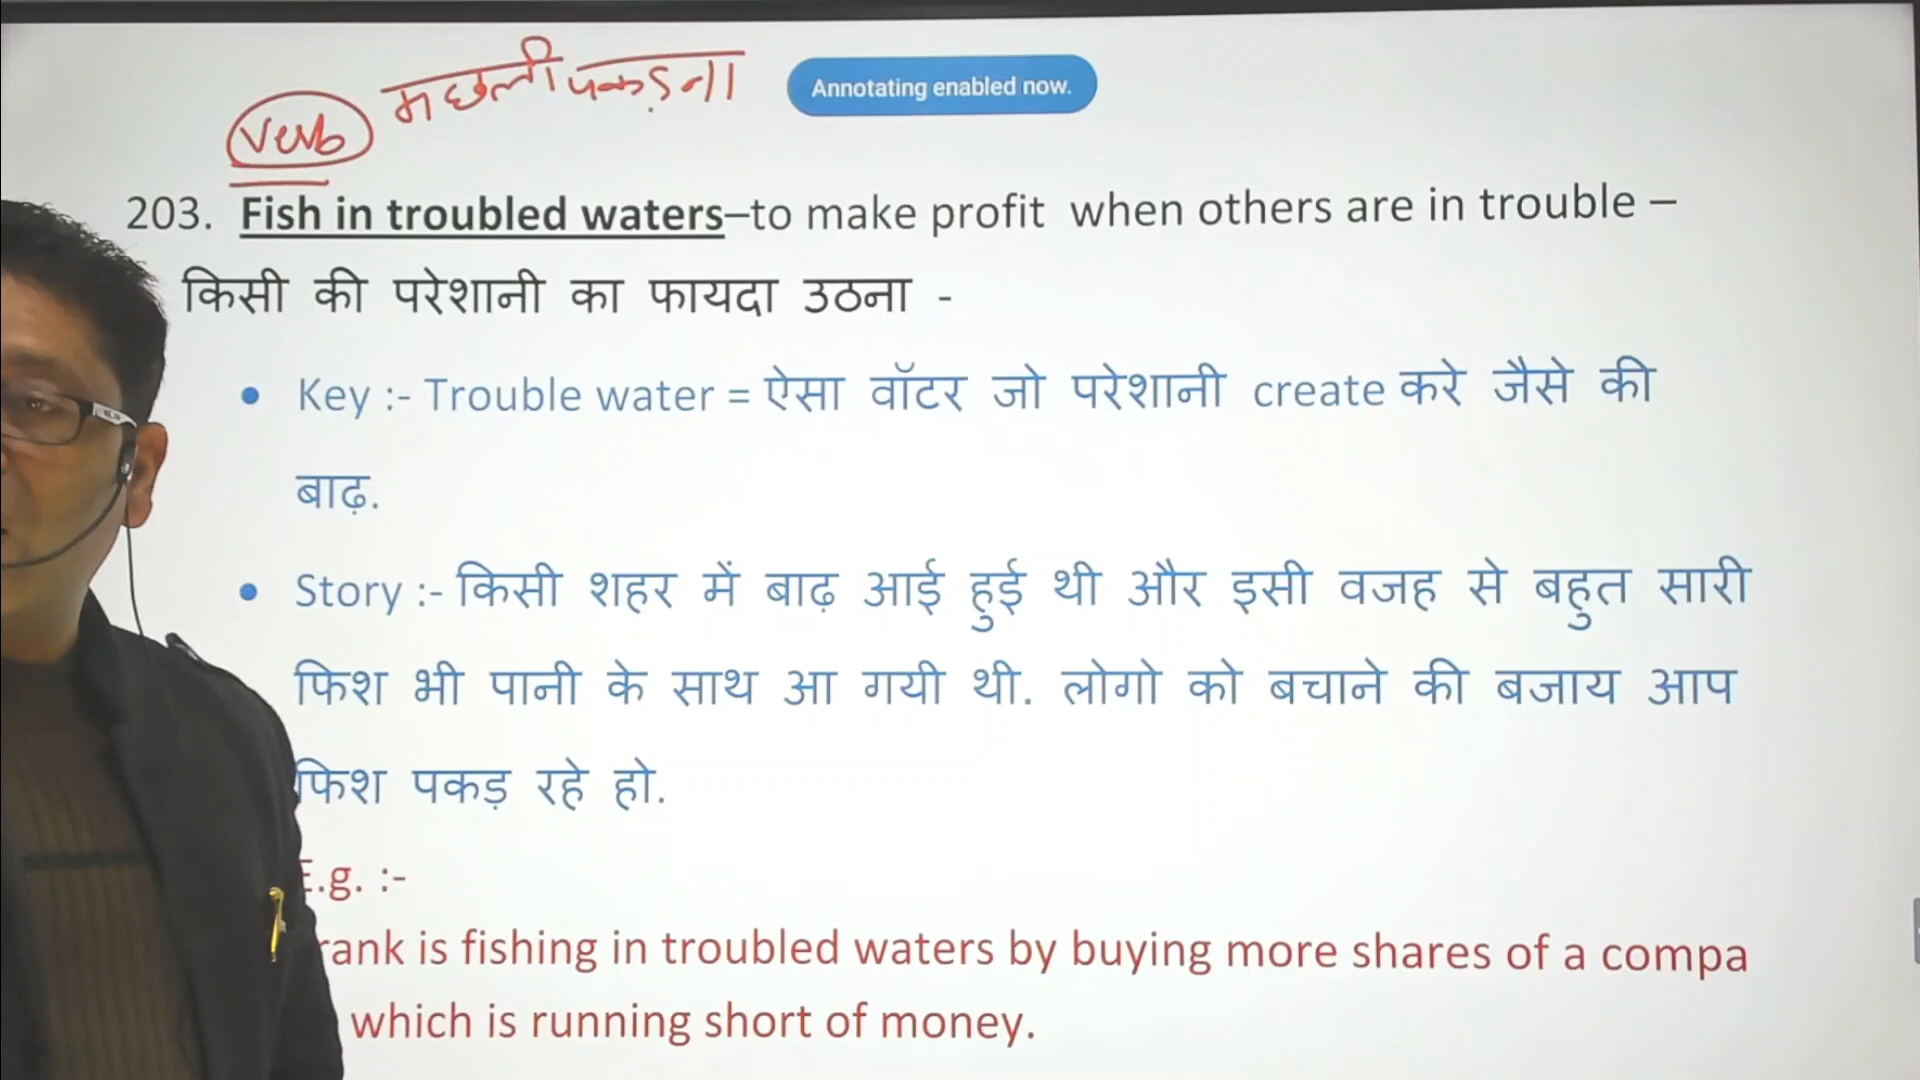 Verb मछली पकड़ना
Annotating enabled now.
203. Fish in troubled waters–to make profit when others are in trouble –
किसी की परेशानी का फायदा उठना -
• Key :- Trouble water = ऐसा वॉटर जो परेशानी create करे जैसे की
बाढ़.
• Story :- किसी शहर में बाढ़ आई हुई थी और इसी वजह से बहुत सारी
फिश भी पानी के साथ आ गयी थी. लोगो को बचाने की बजाय आप
फिश पकड़ रहे हो.
E.g. :-
rank is fishing in troubled waters by buying more shares of a compa
which is running short of money.